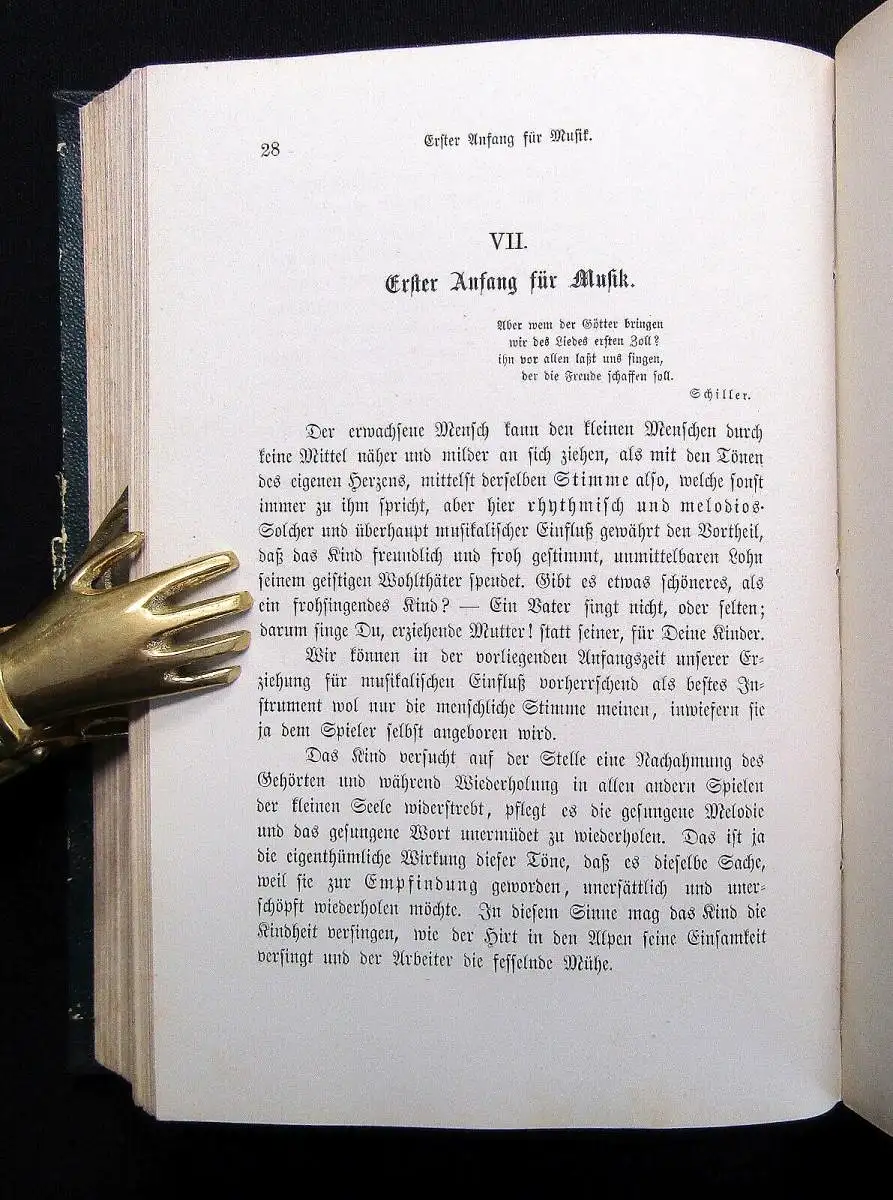 28
Erster Anfang für Musik.
VII.
Erster Anfang für Musik.
Aber wem der Götter bringen
wir des Liedes ersten Zoll?
ihn vor allen laßt uns singen,
der die Freude schaffen soll.
Schiller.
Der erwachsene Mensch kann den kleinen Menschen durch
keine Mittel näher und milder an sich ziehen, als mit den Tönen
des eigenen Herzens, mittelst derselben Stimme also, welche sonst
immer zu ihm spricht, aber hier rhythmisch und melodios.
Solcher und überhaupt musikalischer Einfluß gewährt den Vortheil,
daß das Kind freundlich und froh gestimmt, unmittelbaren Lohn
seinem geistigen Wohlthäter spendet. Gibt es etwas schöneres, als
ein frohsingendes Kind? — Ein Vater singt nicht, oder selten;
darum singe Du, erziehende Mutter! statt seiner, für Deine Kinder.
Wir können in der vorliegenden Anfangszeit unserer Er-
ziehung für musikalischen Einfluß vorherrschend als bestes In-
strument wol nur die menschliche Stimme meinen, inwiefern sie
ja dem Spieler selbst angeboren wird.
Das Kind versucht auf der Stelle eine Nachahmung des
Gehörten und während Wiederholung in allen andern Spielen
der kleinen Seele widerstrebt, pflegt es die gesungene Melodie
und das gesungene Wort unermüdet zu wiederholen. Das ist ja
die eigenthümliche Wirkung dieser Töne, daß es dieselbe Sache,
weil sie zur Empfindung geworden, unersättlich und uner-
schöpft wiederholen möchte. In diesem Sinne mag das Kind die
Kindheit versingen, wie der Hirt in den Alpen seine Einsamkeit
versingt und der Arbeiter die fesselnde Mühe.